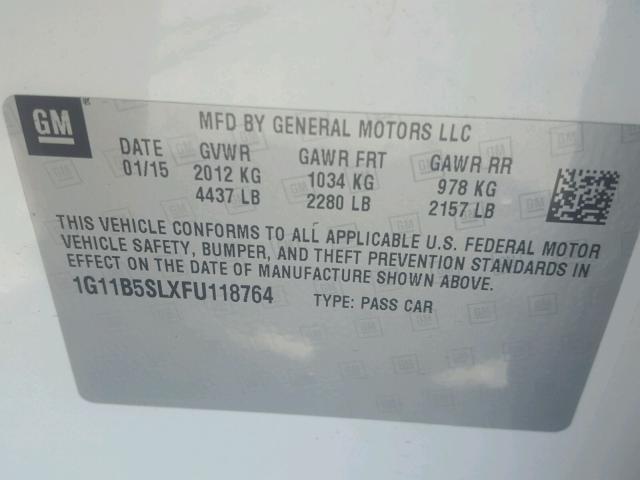 GM
MFD BY GENERAL MOTORS LLC
DATE GVWR GAWR FRT GAWR RR
01/15 2012 KG 1034 KG 978 KG
4437 LB 2280 LB 2157 LB
THIS VEHICLE CONFORMS TO ALL APPLICABLE U.S. FEDERAL MOTOR
VEHICLE SAFETY, BUMPER, AND THEFT PREVENTION STANDARDS IN
EFFECT ON THE DATE OF MANUFACTURE SHOWN ABOVE.
1G11B5SLXFU118764 TYPE: PASS CAR